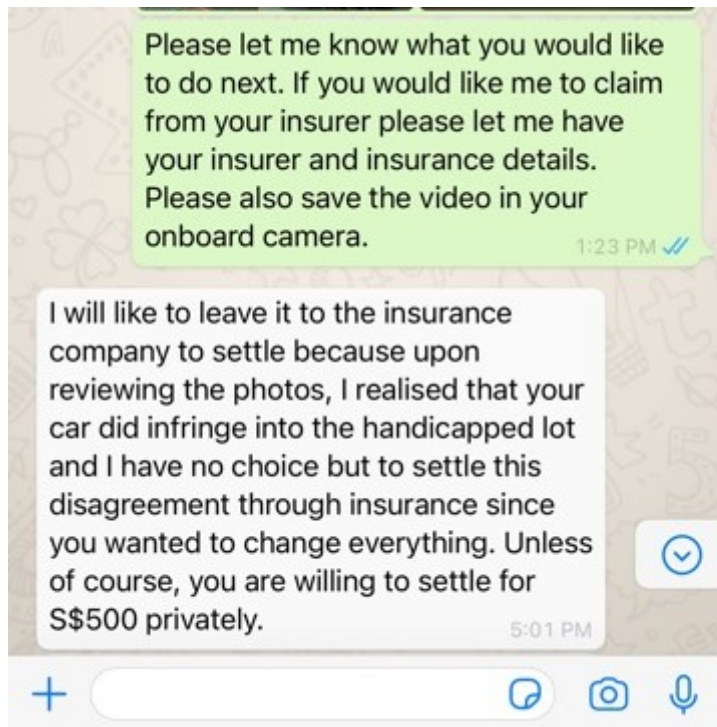 Please let me know what you would like
to do next. If you would like me to claim
from your insurer please let me have
your insurer and insurance details.
Please also save the video in your
onboard camera.
1:23 PM
I will like to leave it to the insurance
company to settle because upon
reviewing the photos, I realised that your
car did infringe into the handicapped lot
and I have no choice but to settle this
disagreement through insurance since
you wanted to change everything. Unless
of course, you are willing to settle for
S$500 privately.
5:01 PM